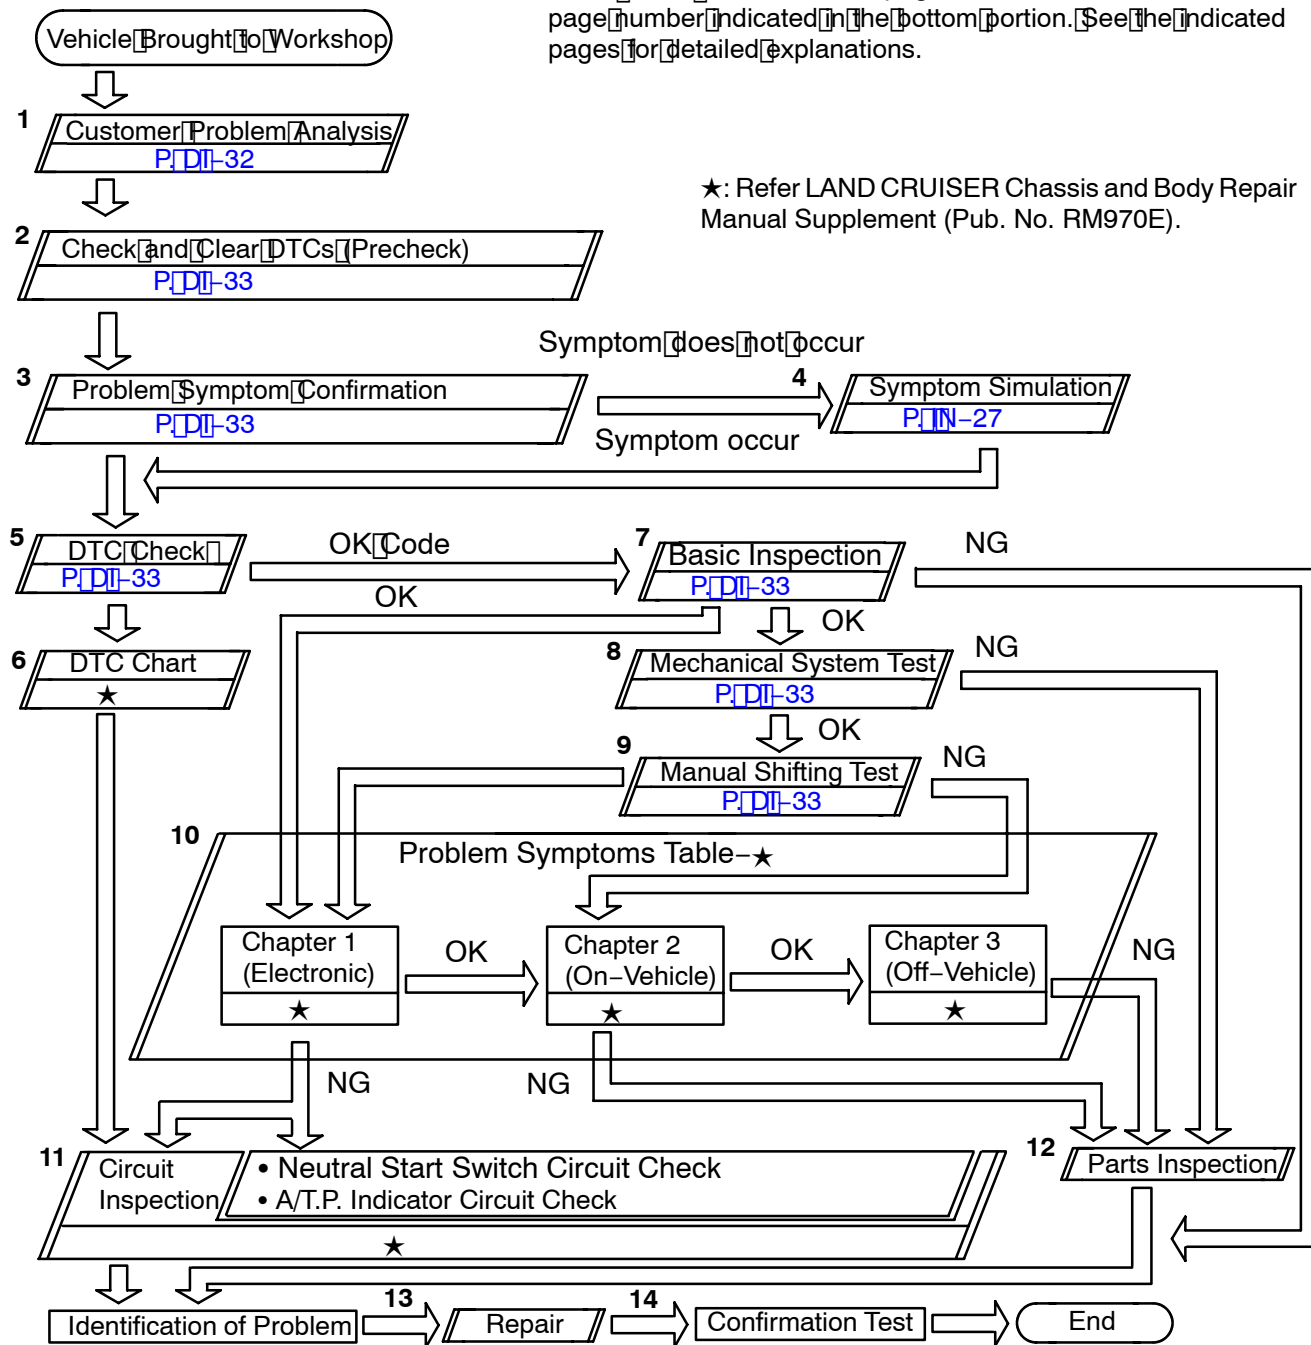 Vehicle Brought to Workshop
page number indicated in the bottom portion. See the indicated
pages for detailed explanations.
1
Customer Problem Analysis
P. DI–32
★: Refer LAND CRUISER Chassis and Body Repair
Manual Supplement (Pub. No. RM970E).
2
Check and Clear DTCs (Precheck)
P. DI–33
Symptom does not occur
3
Problem Symptom Confirmation
P. DI–33
4
Symptom Simulation
P. IN–27
Symptom occur
5
DTC Check
P. DI–33
OK Code
7
Basic Inspection
P. DI–33
NG
OK
OK
6
DTC Chart
★
8
Mechanical System Test
P. DI–33
NG
OK
9
Manual Shifting Test
P. DI–33
NG
10
Problem Symptoms Table–★
Chapter 1
(Electronic)
★
OK
Chapter 2
(On–Vehicle)
★
OK
Chapter 3
(Off–Vehicle)
★
NG
NG
NG
11
Circuit
Inspection
• Neutral Start Switch Circuit Check
• A/T.P. Indicator Circuit Check
★
12
Parts Inspection
Identification of Problem
13
Repair
14
Confirmation Test
End